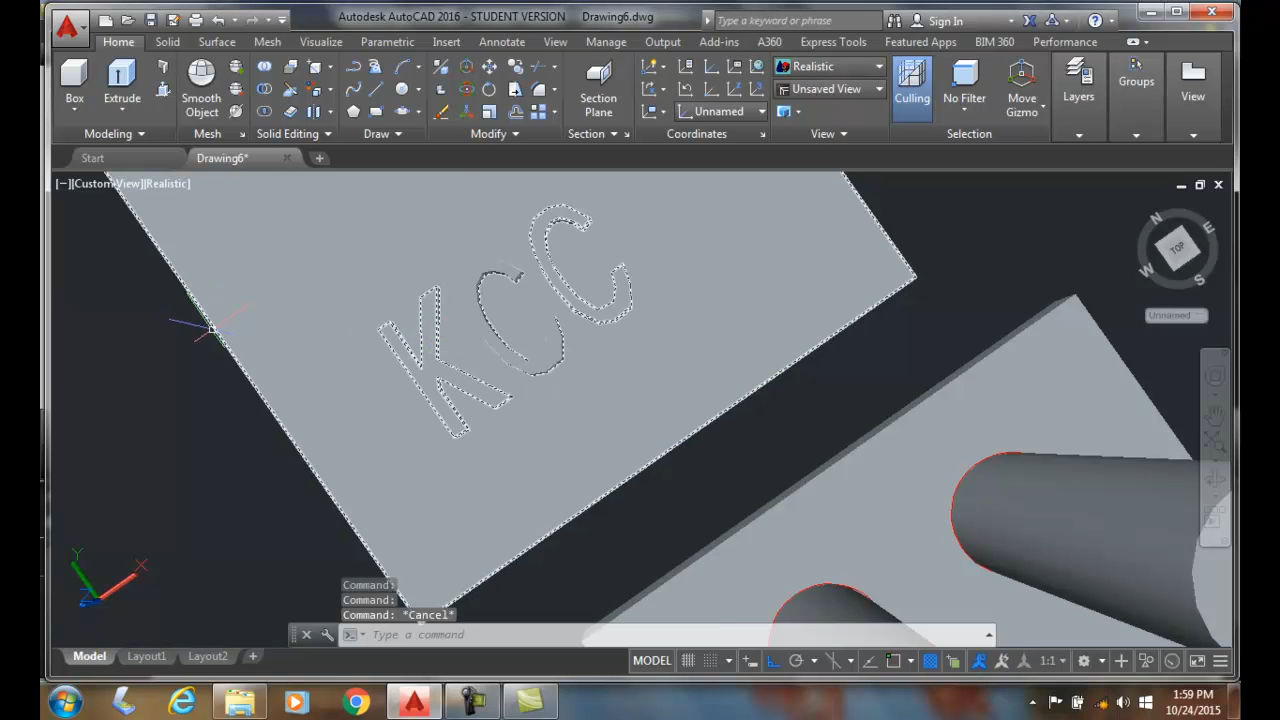 Autodesk AutoCAD 2016 - STUDENT VERSION Drawing6.dwg
Type a keyword or phrase
Sign In
Home Solid Surface Mesh Visualize Parametric Insert Annotate View Manage Output Add-ins A360 Express Tools Featured Apps BIM 360 Performance
Box
Extrude
Smooth
Object
Section
Plane
Realistic
Unsaved View
Unnamed
Culling
No Filter
Move
Gizmo
Layers
Groups
View
Modeling Mesh Solid Editing Draw Modify Section Coordinates View Selection
Start Drawing6*
[−][Custom View][Realistic]
N
E
TOP
W
S
Unnamed
KCC
Y
X
Z
Command:
Command:
Command: *Cancel*
Type a command
Model Layout1 Layout2
MODEL
1:1
1:59 PM
10/24/2015